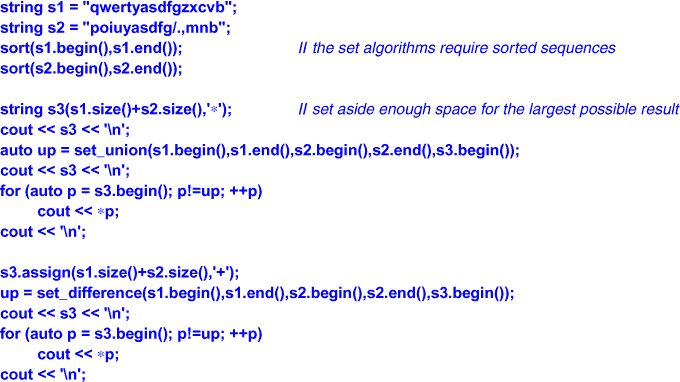 string s1 = "qwertyasdfgzxcvb";
string s2 = "poiuyasdfg/.,mnb";
sort(s1.begin(),s1.end()); // the set algorithms require sorted sequences
sort(s2.begin(),s2.end());
string s3(s1.size()+s2.size(),'*'); // set aside enough space for the largest possible result
cout << s3 << '\n';
auto up = set_union(s1.begin(),s1.end(),s2.begin(),s2.end(),s3.begin());
cout << s3 << '\n';
for (auto p = s3.begin(); p!=up; ++p)
cout << *p;
cout << '\n';
s3.assign(s1.size()+s2.size(),'+');
up = set_difference(s1.begin(),s1.end(),s2.begin(),s2.end(),s3.begin());
cout << s3 << '\n';
for (auto p = s3.begin(); p!=up; ++p)
cout << *p;
cout << '\n';